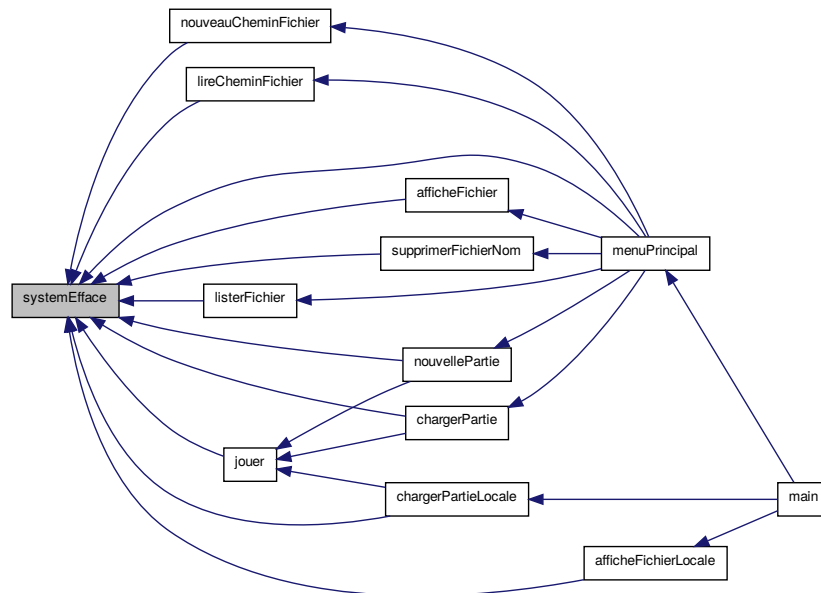 nouveauCheminFichier
lireCheminFichier
afficheFichier
supprimerFichierNom
menuPrincipal
systemEfface
listerFichier
nouvellePartie
chargerPartie
jouer
chargerPartieLocale
main
afficheFichierLocale